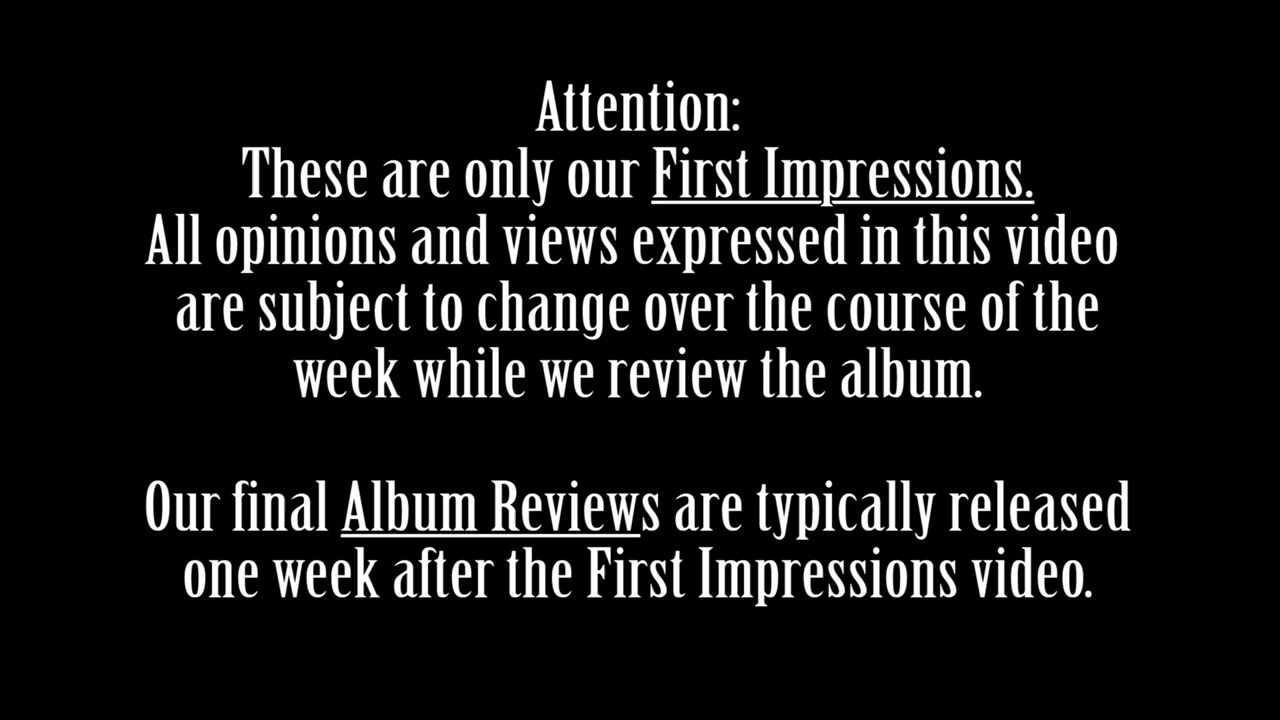 Attention:
These are only our First Impressions.
All opinions and views expressed in this video
are subject to change over the course of the
week while we review the album.
Our final Album Reviews are typically released
one week after the First Impressions video.